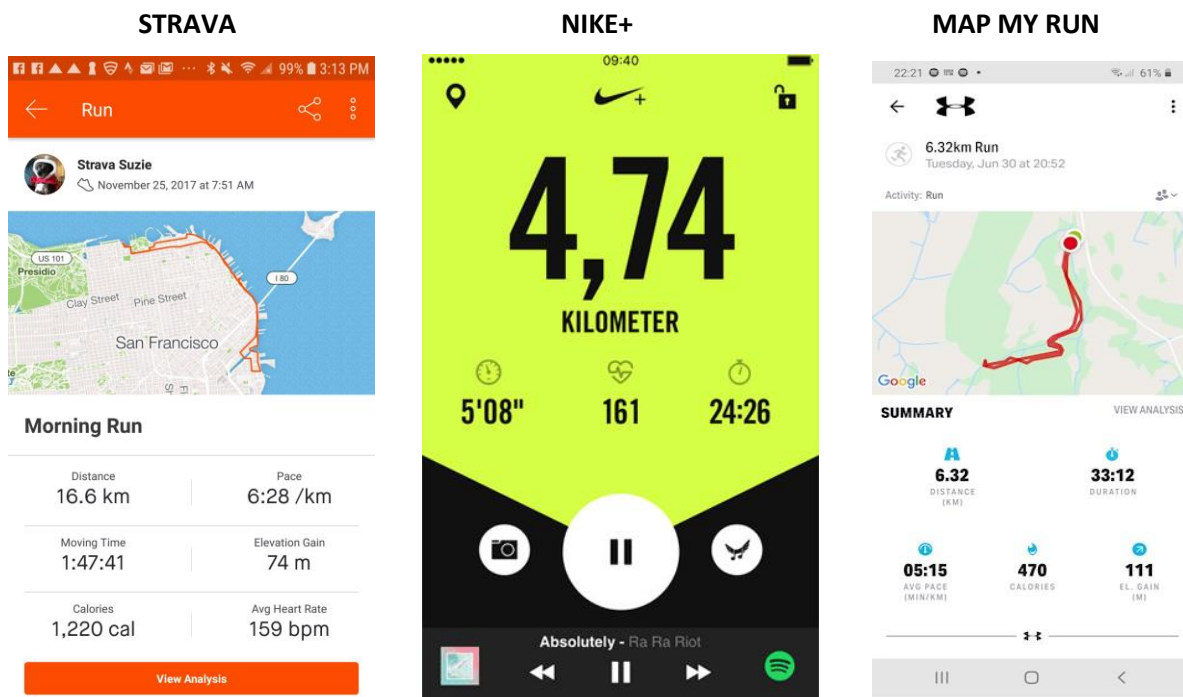 STRAVA
99% 3:13 PM
Run
Strava Suzie
November 25, 2017 at 7:51 AM
US 101
Presidio
Clay Street
Pine Street
I 80
San Francisco
Morning Run
Distance
16.6 km
Pace
6:28 /km
Moving Time
1:47:41
Elevation Gain
74 m
Calories
1,220 cal
Avg Heart Rate
159 bpm
View Analysis
NIKE+
09:40
4,74
KILOMETER
5'08"
161
24:26
Absolutely - Ra Ra Riot
MAP MY RUN
22:21
61%
6.32km Run
Tuesday, Jun 30 at 20:52
Activity: Run
Google
SUMMARY
VIEW ANALYSIS
6.32
DISTANCE
(KM)
33:12
DURATION
05:15
AVG PACE
(MIN/KM)
470
CALORIES
111
EL. GAIN
(M)